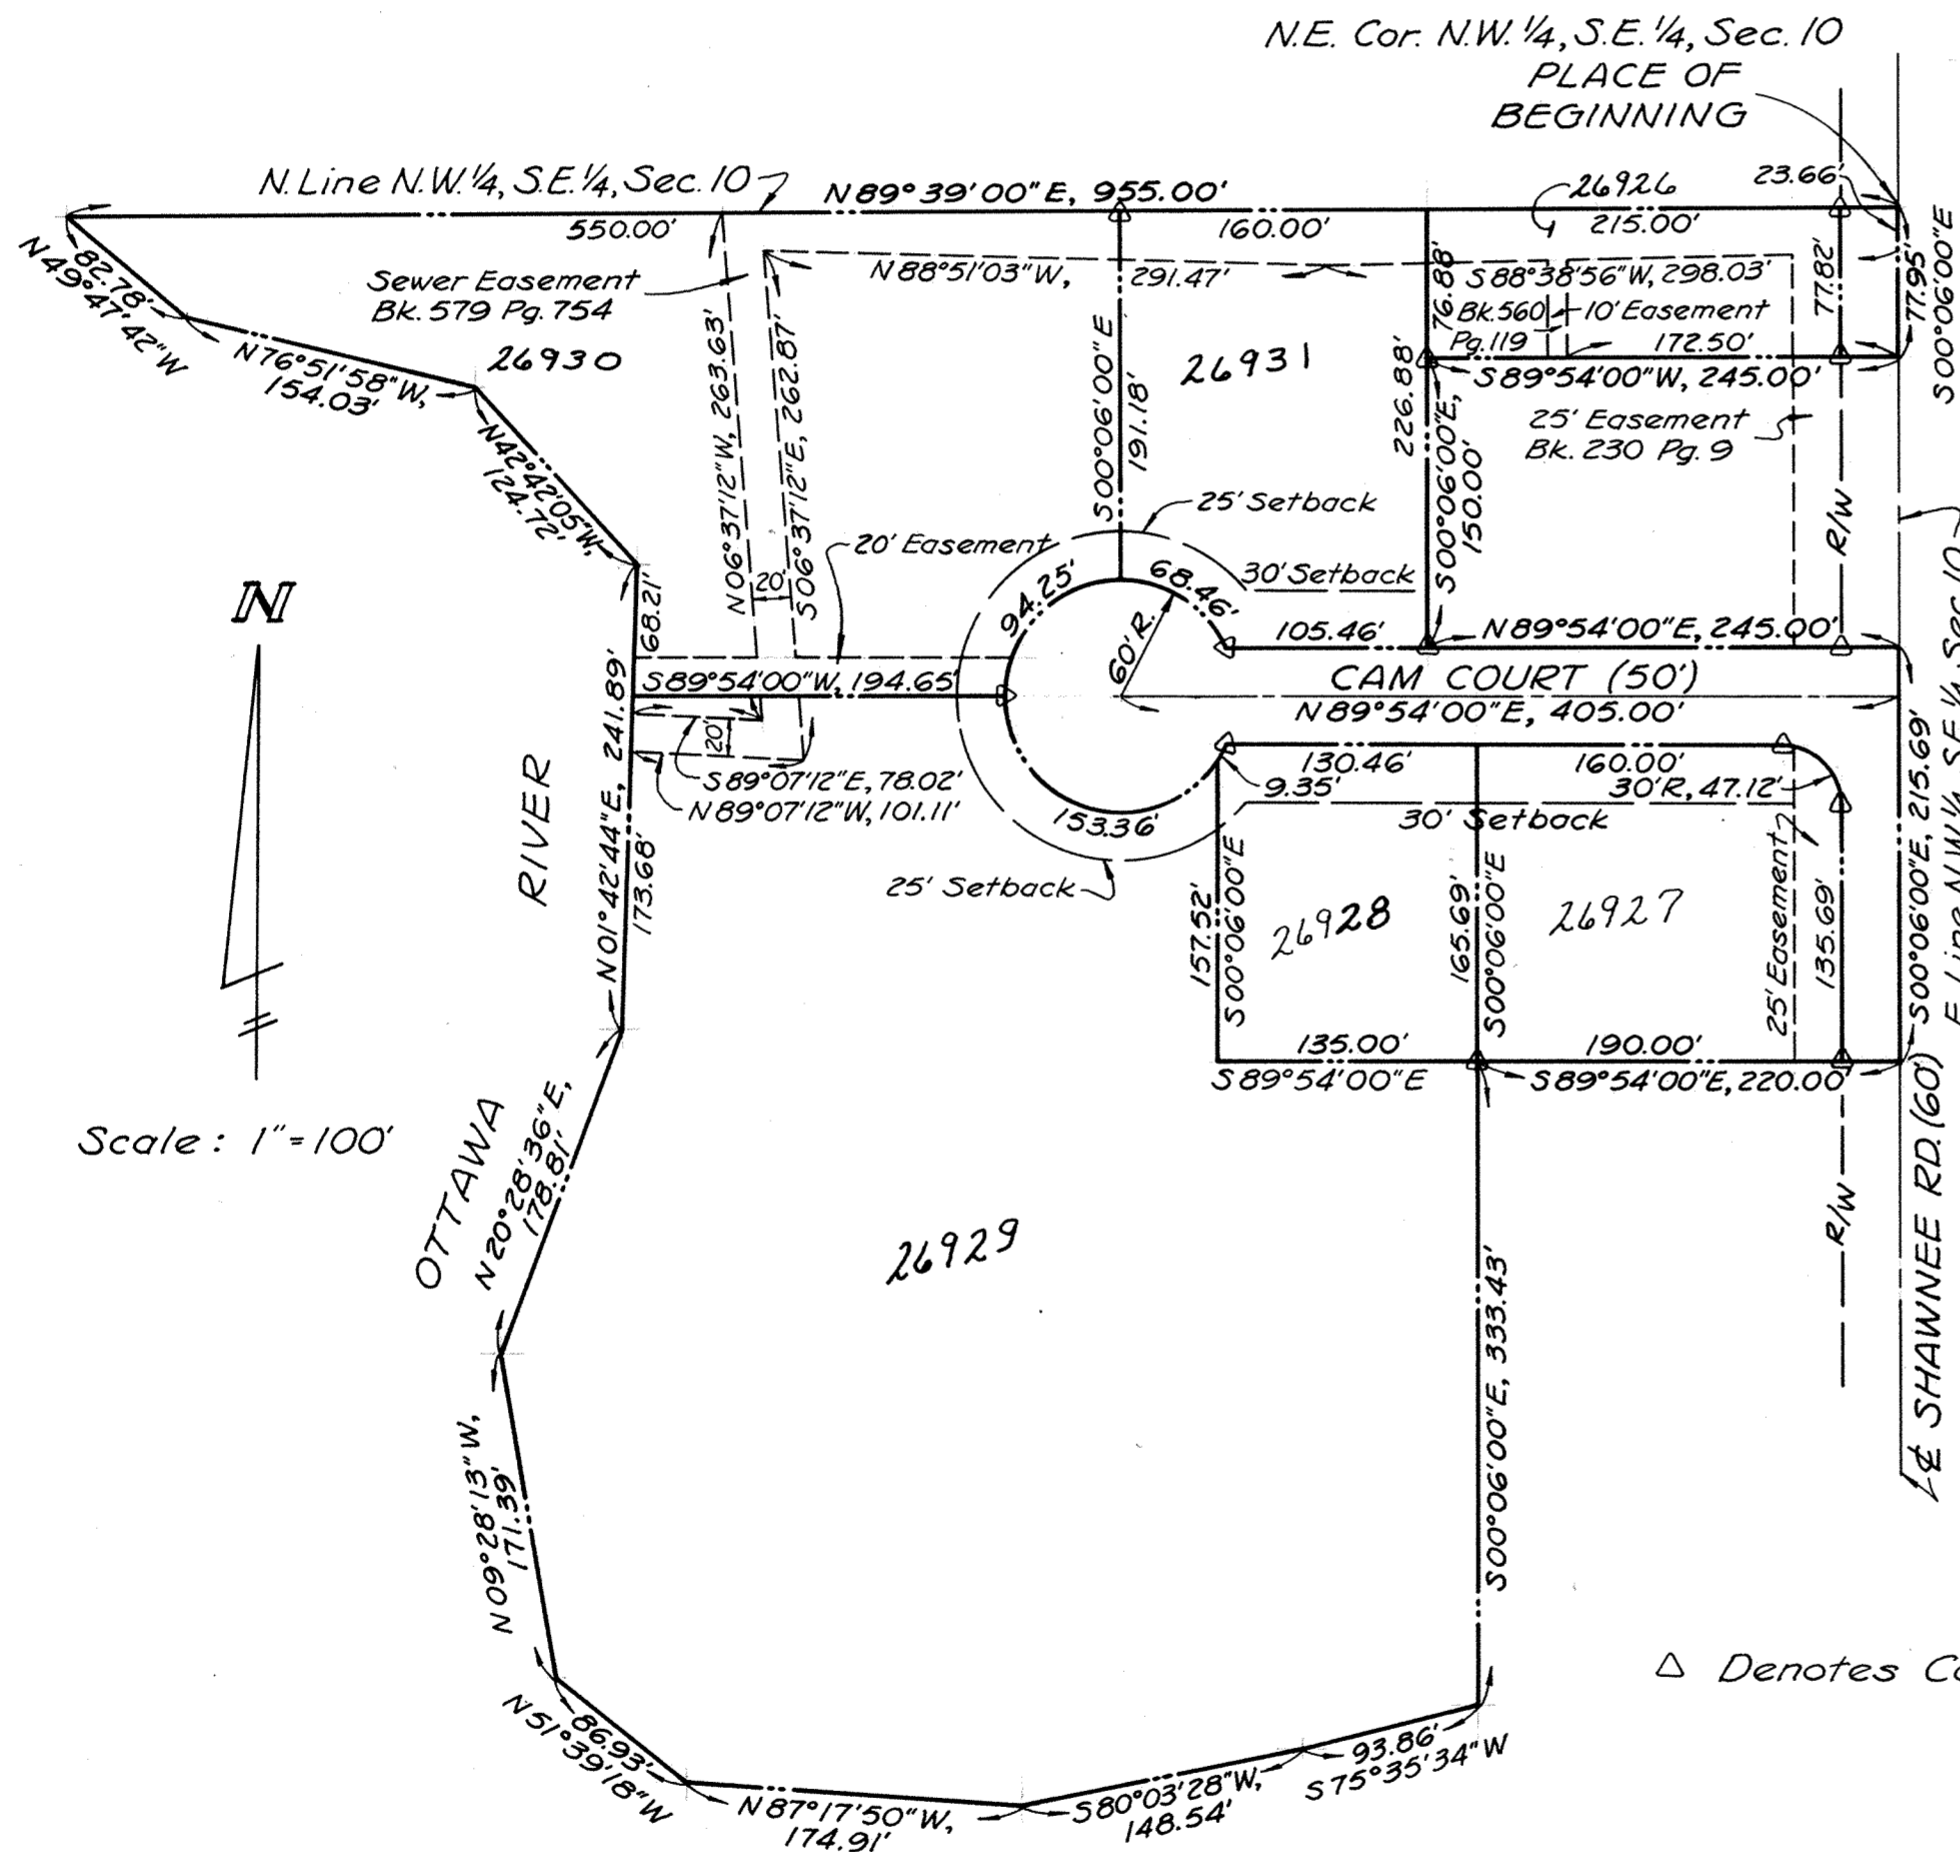 N.E. Cor. N.W. ¼, S.E. ¼, Sec. 10
PLACE OF
BEGINNING
N. Line N.W. ¼, S.E. ¼, Sec. 10
N89°39'00"E, 955.00'
26926
23.66'
550.00'
160.00'
215.00'
S00°06'00"E
77.95'
77.82'
82.78'
N49°47'42"W
Sewer Easement
Bk. 579 Pg. 754
N88°51'03"W, 291.47'
76.88'
S88°38'56"W, 298.03'
Bk. 560
Pg. 119
10' Easement
172.50'
S89°54'00"W, 245.00'
N76°51'58"W,
154.03'
26930
N06°37'12"W, 263.63'
S06°37'12"E, 262.87'
S00°06'00"E
191.18'
26931
226.88'
S00°06'00"E,
150.00'
25' Easement
Bk. 230 Pg. 9
R/W
N42°42'05"W,
124.72'
25' Setback
20' Easement
30' Setback
20'
94.25'
68.46'
60' R.
N
68.21'
105.46'
N89°54'00"E, 245.00'
S89°54'00"W, 194.65'
CAM COURT (50')
N89°54'00"E, 405.00'
N01°42'44"E, 241.89'
173.68'
20'
S89°07'12"E, 78.02'
N89°07'12"W, 101.11'
130.46'
160.00'
9.35'
30'R, 47.12'
30' Setback
153.36'
25' Setback
RIVER
157.52'
S00°06'00"E
26928
165.69'
S00°06'00"E
26927
25' Easement
135.69'
S00°06'00"E, 215.69'
E. Line N.W. ¼, S.E. ¼, Sec. 10
135.00'
190.00'
S89°54'00"E
S89°54'00"E, 220.00'
Scale: 1"=100'
OTTAWA
N20°28'36"E,
178.81'
26929
R/W
℄ SHAWNEE RD. (60')
S00°06'00"E, 333.43'
N09°28'13"W,
171.39'
△ Denotes
86.93'
N51°39'18"W
N87°17'50"W,
174.91'
S80°03'28"W,
148.54'
93.86'
S75°35'34"W